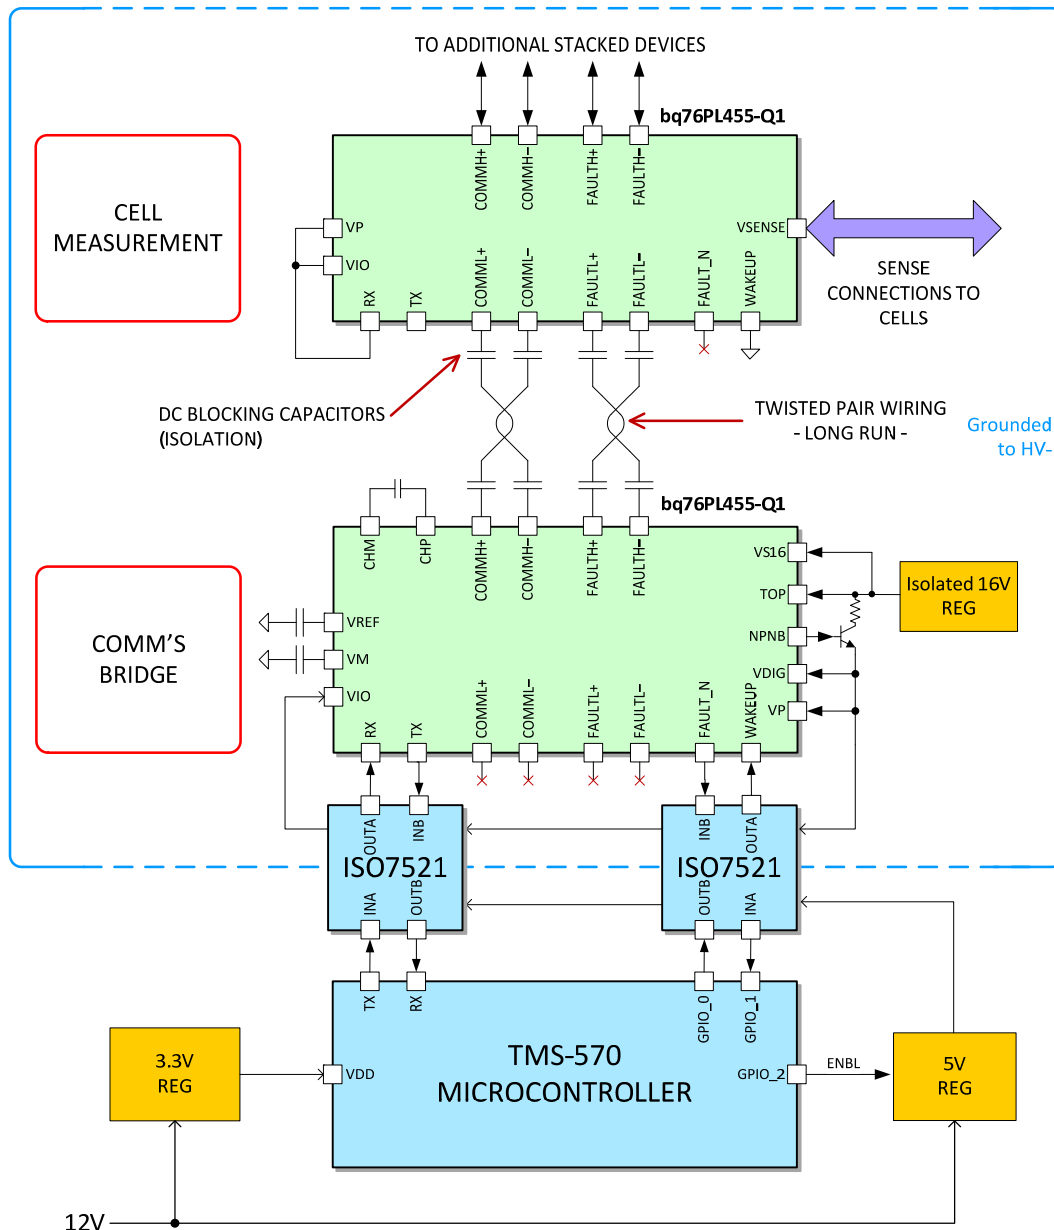 TO ADDITIONAL STACKED DEVICES
bq76PL455-Q1
COMMH+
COMMH−
FAULTH+
FAULTH−
CELL
MEASUREMENT
VP
VIO
VSENSE
RX
TX
COMML+
COMML−
FAULTL+
FAULTL−
FAULT_N
WAKEUP
SENSE
CONNECTIONS TO
CELLS
DC BLOCKING CAPACITORS
(ISOLATION)
TWISTED PAIR WIRING
- LONG RUN -
Grounded
to HV-
bq76PL455-Q1
CHM
CHP
COMMH+
COMMH−
FAULTH+
FAULTH−
VS16
TOP
NPNB
VDIG
VP
Isolated 16V
REG
COMM'S
BRIDGE
VREF
VM
VIO
RX
TX
COMML+
COMML−
FAULTL+
FAULTL−
FAULT_N
WAKEUP
OUTA
INB
ISO7521
INA
OUTB
INB
OUTA
ISO7521
OUTB
INA
TX
RX
GPIO_0
GPIO_1
TMS-570
MICROCONTROLLER
VDD
GPIO_2
ENBL
3.3V
REG
5V
REG
12V